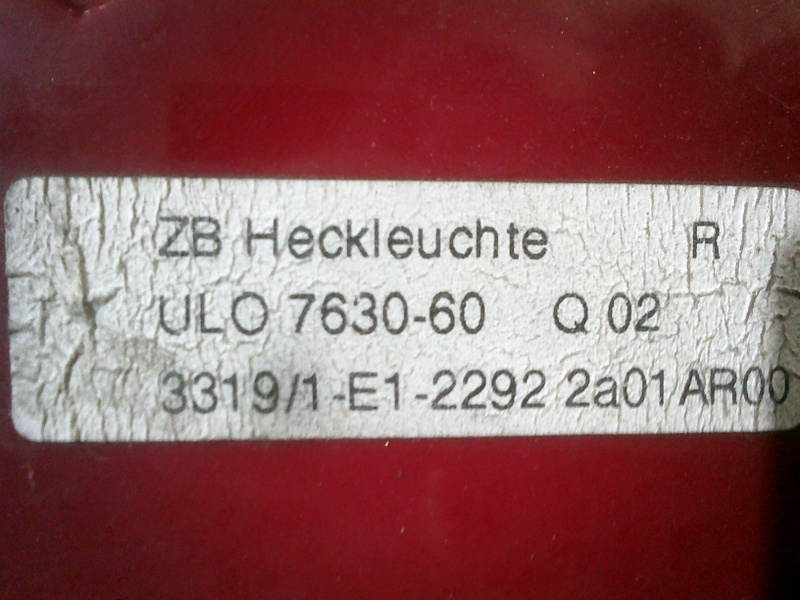 ZB Heckleuchte R
ULO 7630-60 Q 02
3319/1-E1-2292 2a01AR00